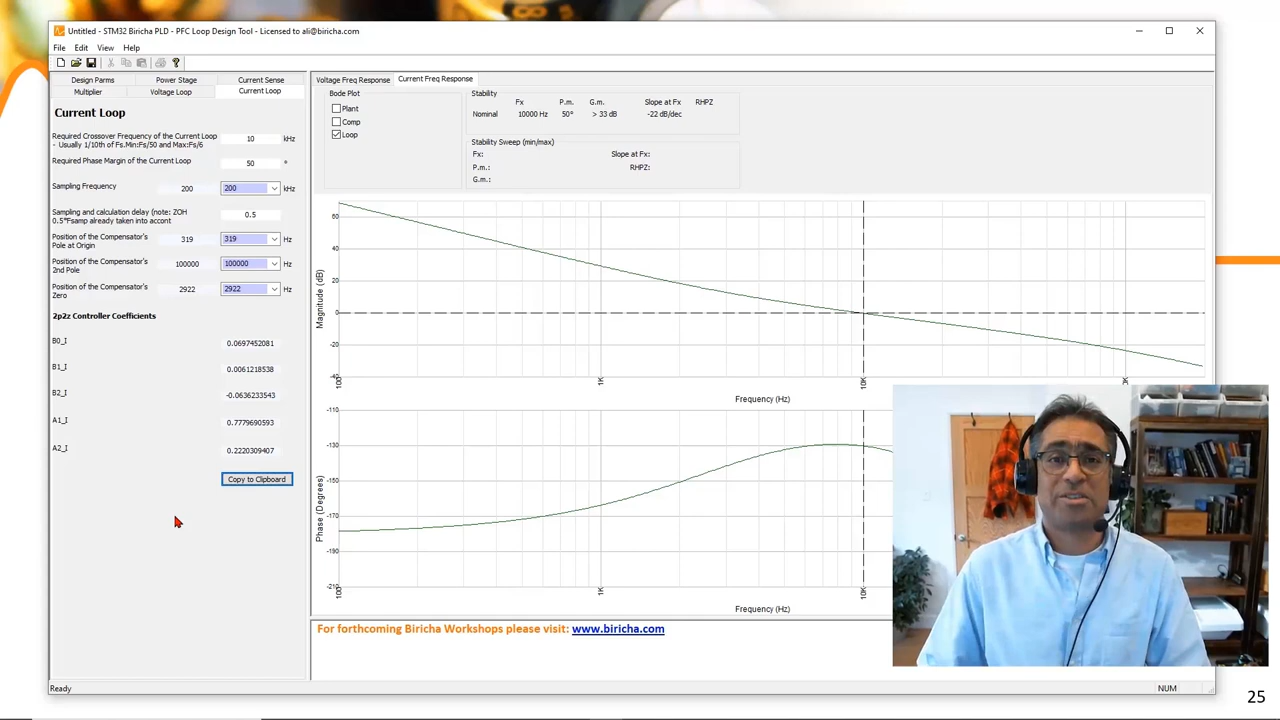 Untitled - STM32 Biricha PLD - PFC Loop Design Tool - Licensed to ali@biricha.com
File Edit View Help
Design Parms Power Stage Current Sense
Multiplier Voltage Loop Current Loop
Current Loop
Required Crossover Frequency of the Current Loop
- Usually 1/10th of Fs.Min:Fs/50 and Max:Fs/6
10 kHz
Required Phase Margin of the Current Loop 50 °
Sampling Frequency 200 200 kHz
Sampling and calculation delay (note: ZOH
0.5*Fsamp already taken into accont
0.5
Position of the Compensator's
Pole at Origin
319 319 Hz
Position of the Compensator's
2nd Pole
100000 100000 Hz
Position of the Compensator's
Zero
2922 2922 Hz
2p2z Controller Coefficients
B0_I 0.0697452081
B1_I 0.0061218538
B2_I -0.0636233543
A1_I 0.7779690593
A2_I 0.2220309407
Copy to Clipboard
Voltage Freq Response Current Freq Response
Bode Plot
Plant
Comp
Loop
Stability
Fx P.m. G.m. Slope at Fx RHPZ
Nominal 10000 Hz 50° > 33 dB -22 dB/dec
Stability Sweep (min/max)
Fx: Slope at Fx:
P.m.: RHPZ:
G.m.:
Magnitude (dB)
60
40
20
0
100 1K 10K
Frequency (Hz)
Phase (Degrees)
-110
-130
-150
-170
-190
-210
100 1K 10K
Frequency (Hz)
For forthcoming Biricha Workshops please visit: www.biricha.com
Ready NUM
25